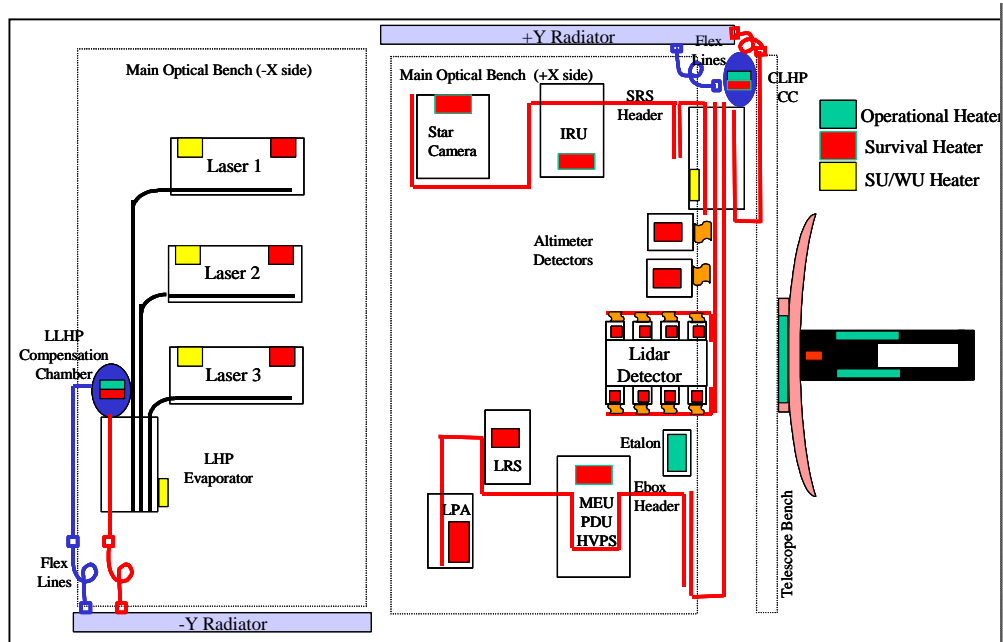 +Y Radiator
Main Optical Bench (-X side)
Main Optical Bench (+X side)
Flex
Lines
CLHP
CC
SRS
Header
Star
Camera
IRU
Operational Heater
Survival Heater
SU/WU Heater
Laser 1
Laser 2
Laser 3
Altimeter
Detectors
LLHP
Compensation
Chamber
Lidar
Detector
LHP
Evaporator
Etalon
LRS
Ebox
Header
MEU
PDU
HVPS
LPA
Telescope Bench
Flex
Lines
-Y Radiator